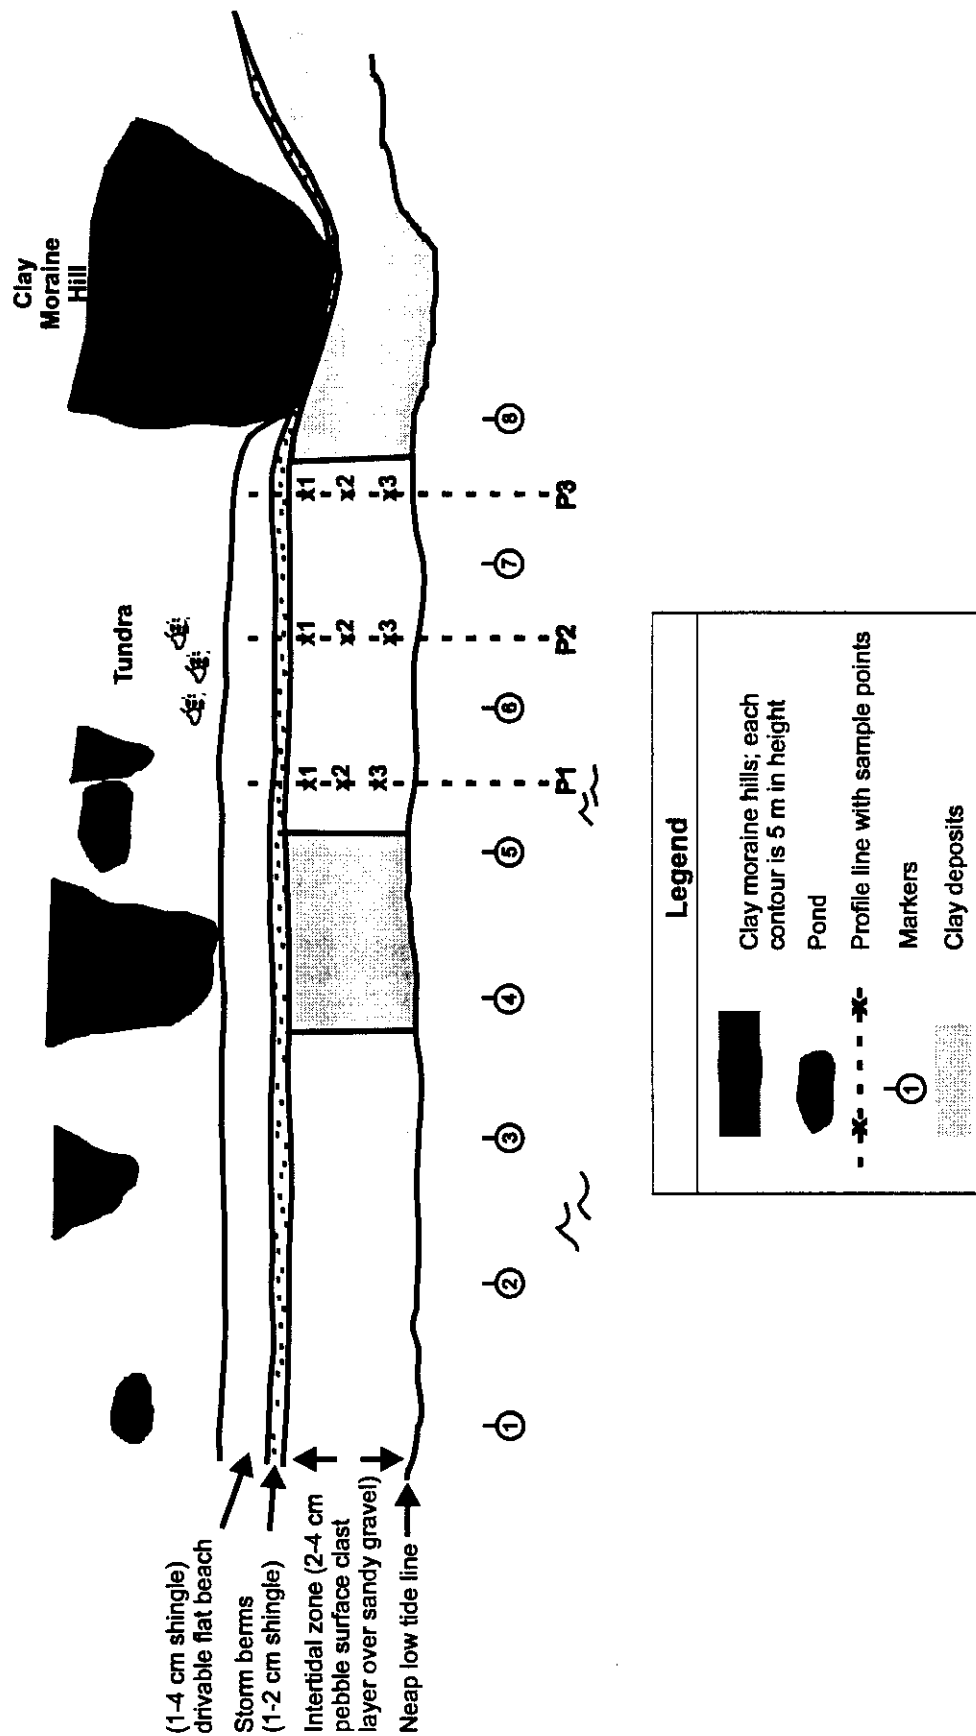 Clay
Moraine
Hill
Tundra
(1-4 cm shingle)
drivable flat beach
Storm berms
(1-2 cm shingle)
Intertidal zone (2-4 cm
pebble surface clast
layer over sandy gravel)
Neap low tide line
x1
x2
x3
x1
x2
x3
x1
x2
x3
P1
P2
P3
1
2
3
4
5
6
7
8
Legend
Clay moraine hills; each
contour is 5 m in height
Pond
Profile line with sample points
1
Markers
Clay deposits